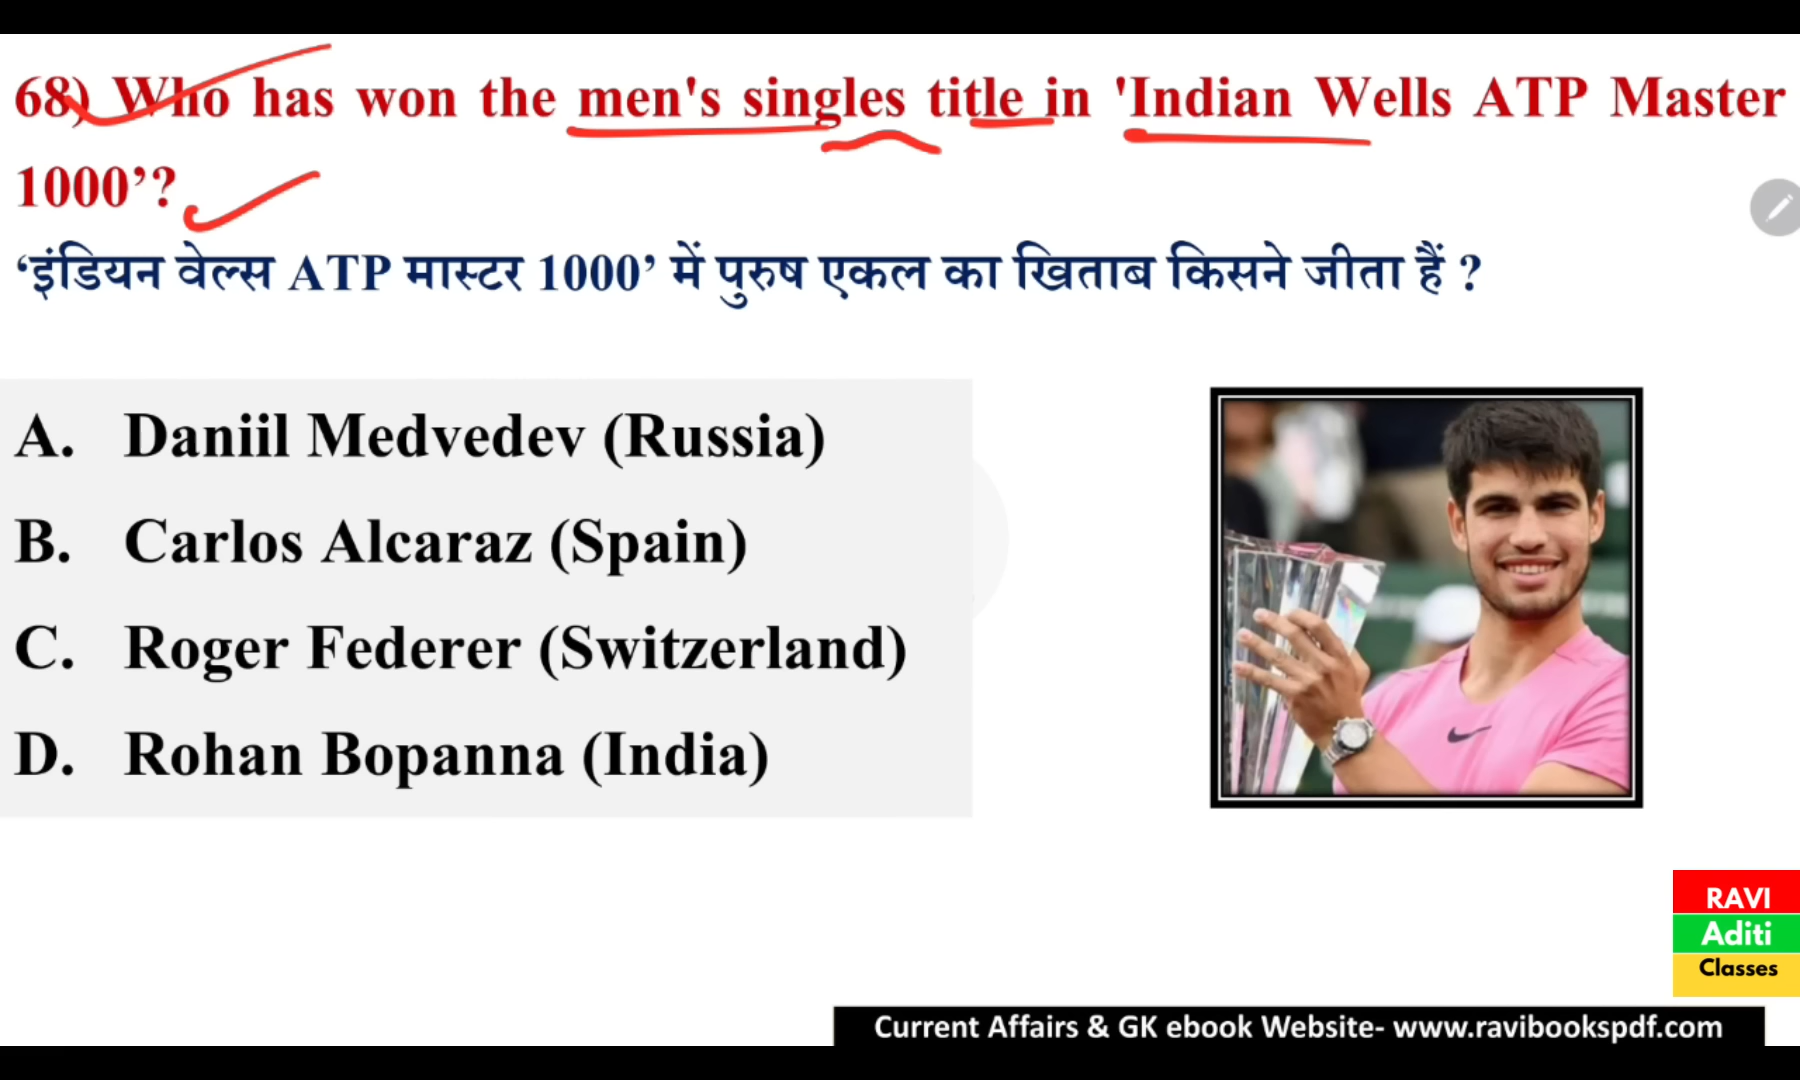 68) Who has won the men's singles title in 'Indian Wells ATP Master
1000’?
‘इंडियन वेल्स ATP मास्टर 1000’ में पुरुष एकल का खिताब किसने जीता हैं ?
A. Daniil Medvedev (Russia)
B. Carlos Alcaraz (Spain)
C. Roger Federer (Switzerland)
D. Rohan Bopanna (India)
RAVI
Aditi
Classes
Current Affairs & GK ebook Website- www.ravibookspdf.com